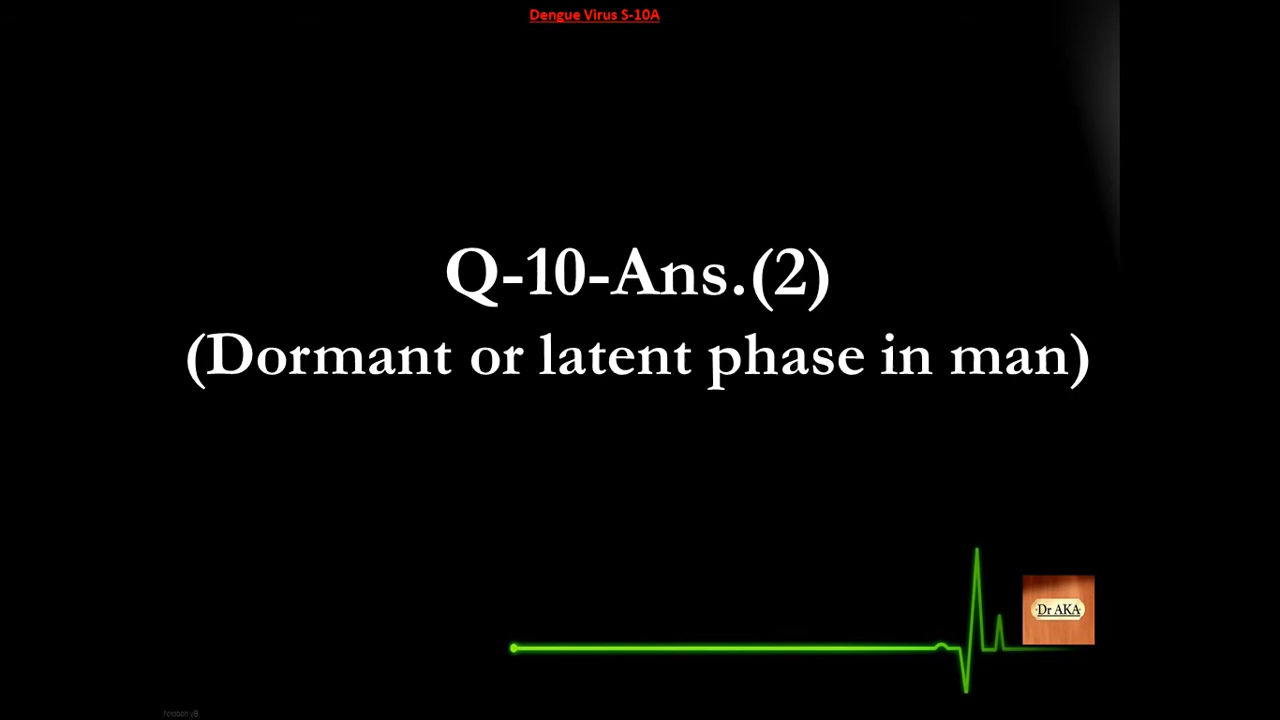 Dengue Virus S-10A
Q-10-Ans.(2)
(Dormant or latent phase in man)
Dr AKA